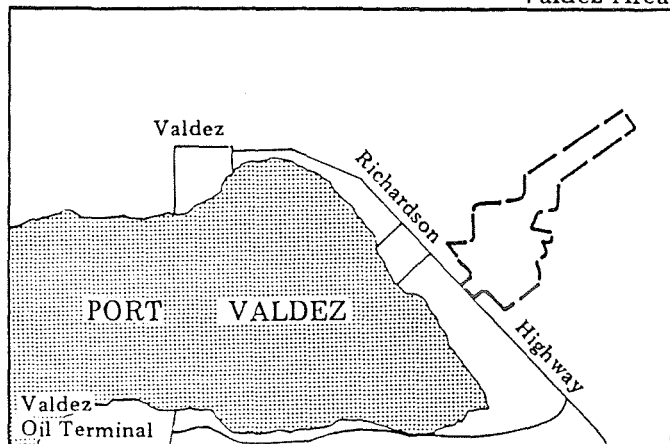 Valdez Area
Valdez
Richardson
Highway
PORT VALDEZ
Valdez
Oil Terminal